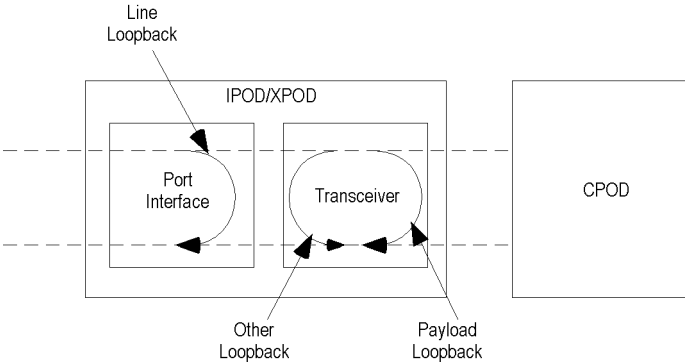 Line
Loopback
IPOD/XPOD
Port
Interface
Transceiver
CPOD
Other
Loopback
Payload
Loopback